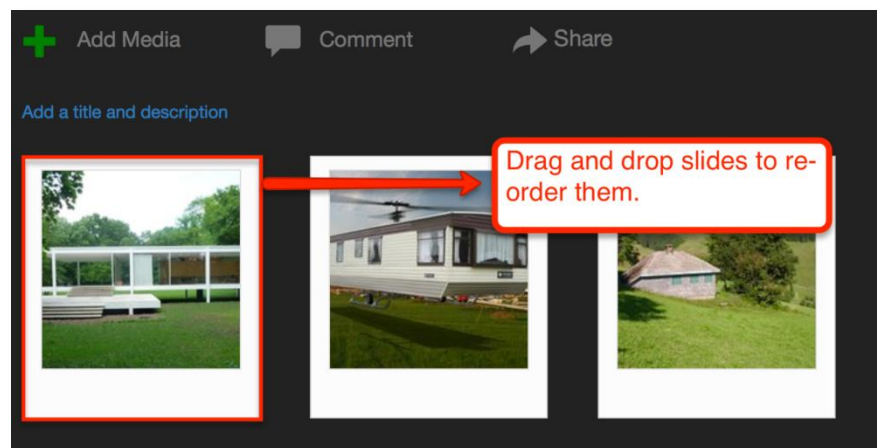 Add Media
Comment
Share
Add a title and description
Drag and drop slides to re-
order them.